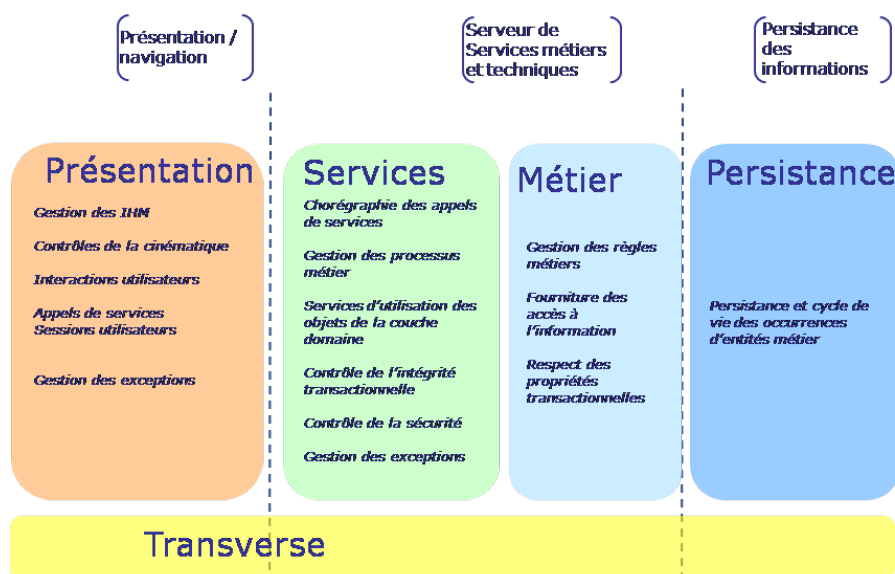 Présentation /
navigation
Serveur de
Services métiers
et techniques
Persistance
des
informations
Présentation
Gestion des IHM
Contrôles de la cinématique
Interactions utilisateurs
Appels de services
Sessions utilisateurs
Gestion des exceptions
Services
Chorégraphie des appels
de services
Gestion des processus
métier
Services d'utilisation des
objets de la couche
domaine
Contrôle de l'intégrité
transactionnelle
Contrôle de la sécurité
Gestion des exceptions
Métier
Gestion des règles
métiers
Fourniture des
accès à
l'information
Respect des
propriétés
transactionnelles
Persistance
Persistance et cycle de
vie des occurrences
d'entités métier
Transverse